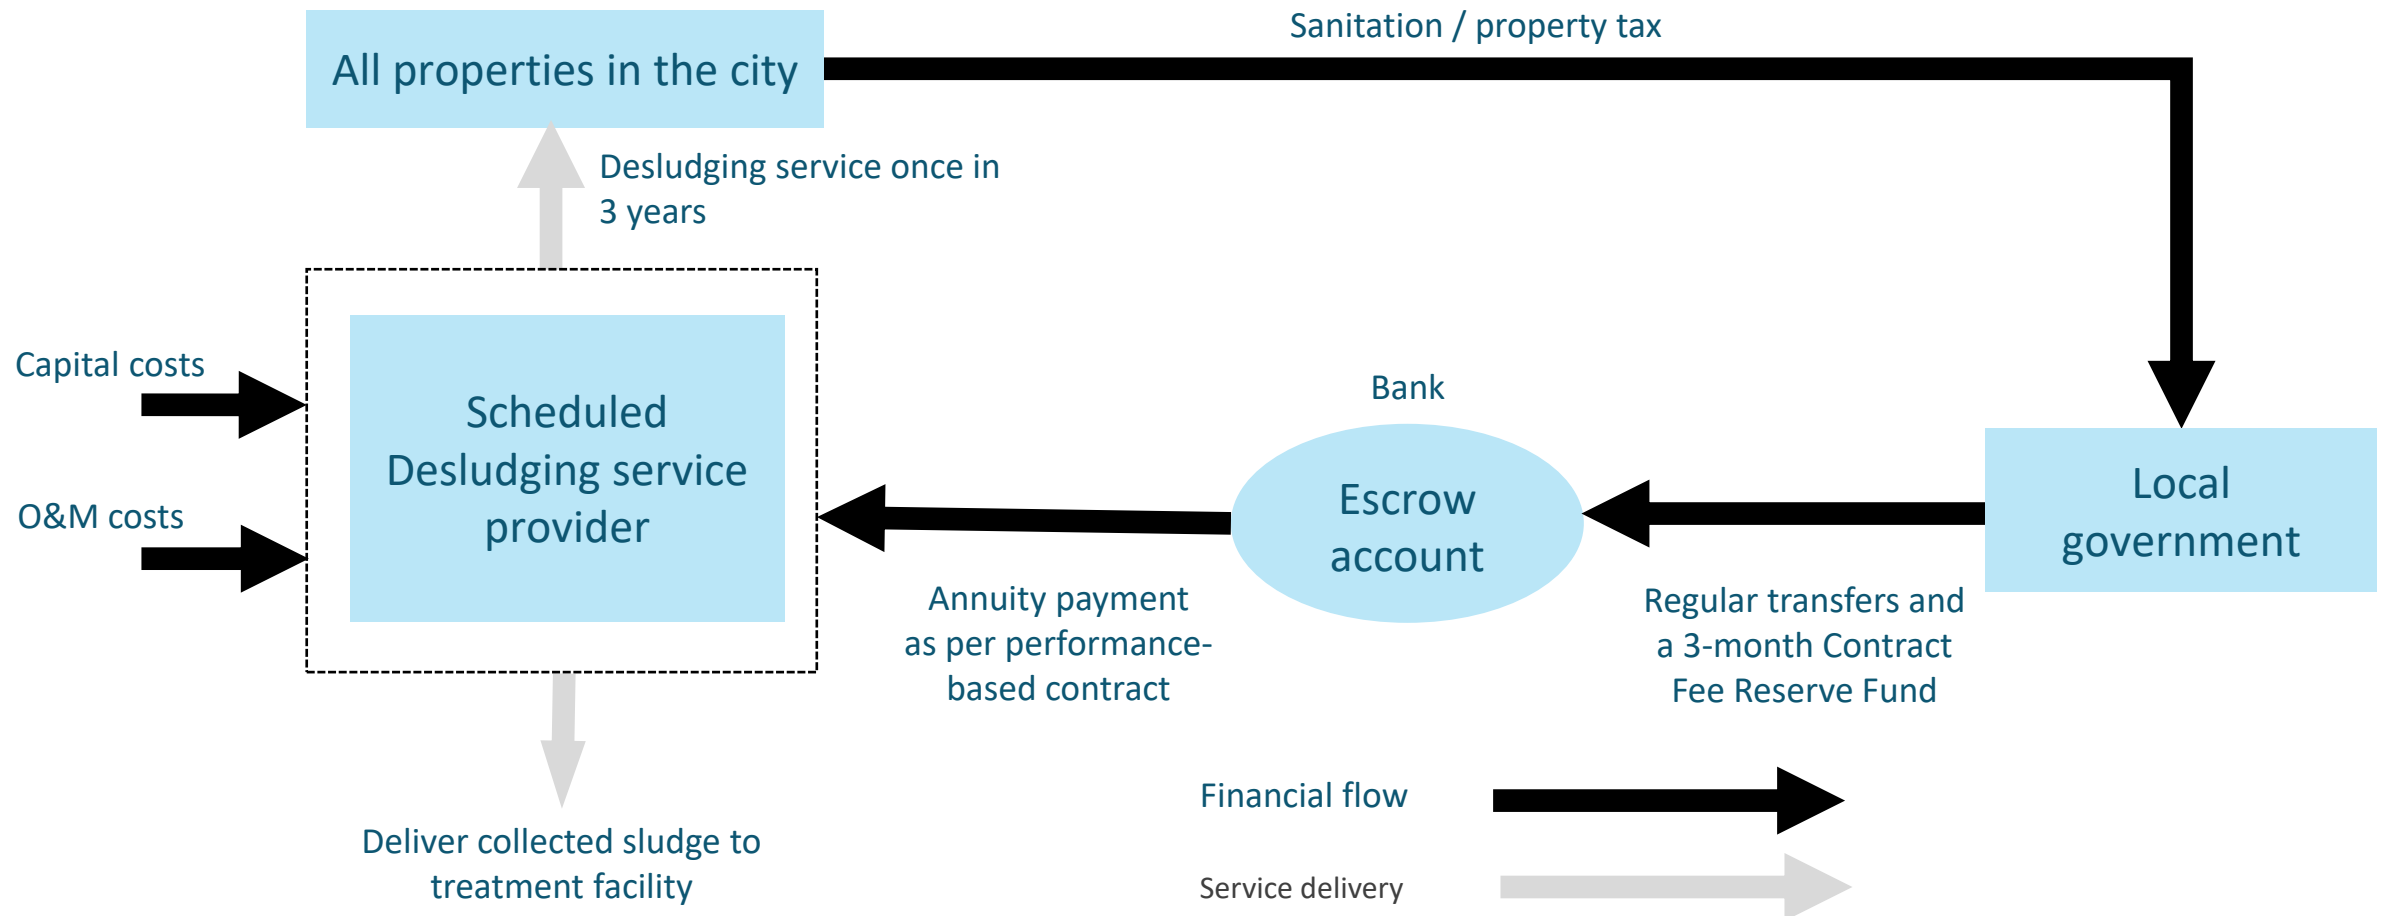 Sanitation / property tax
All properties in the city
Desludging service once in
3 years
Capital costs
O&M costs
Scheduled
Desludging service
provider
Bank
Escrow
account
Local
government
Annuity payment
as per performance-
based contract
Regular transfers and
a 3-month Contract
Fee Reserve Fund
Deliver collected sludge to
treatment facility
Financial flow
Service delivery